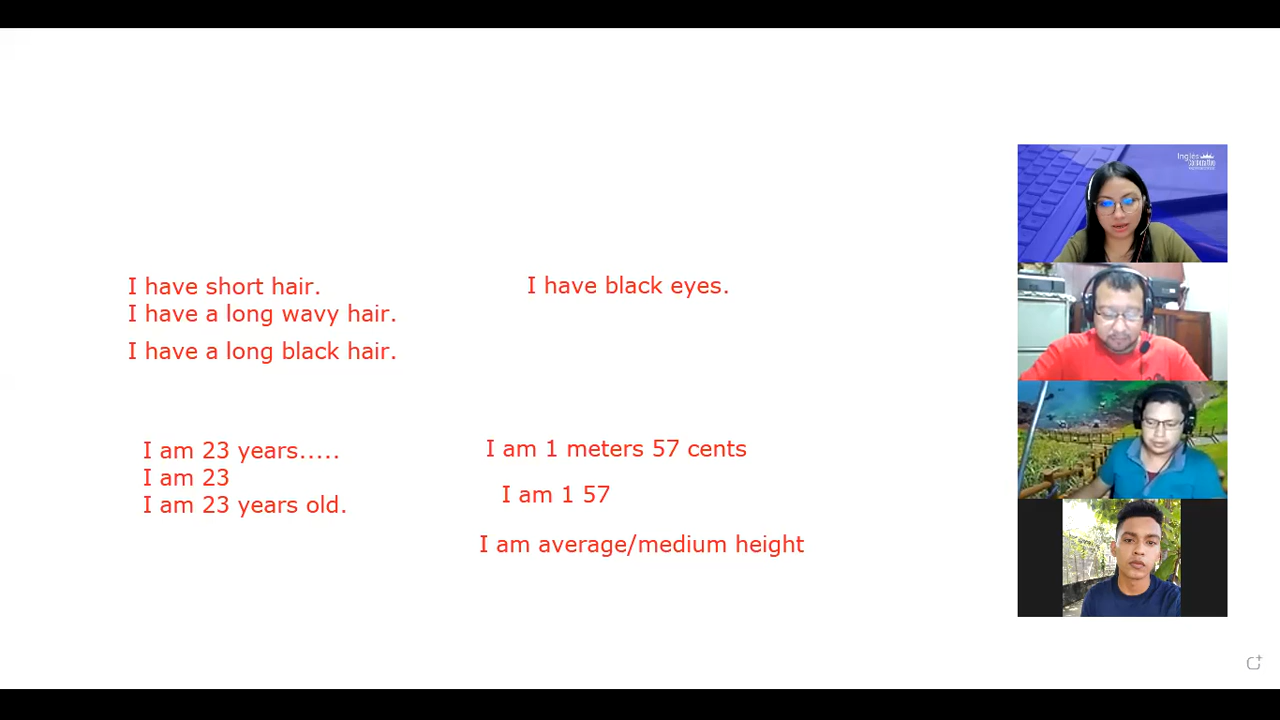 I have short hair.
I have a long wavy hair.
I have a long black hair.
I have black eyes.
I am 23 years.....
I am 23
I am 23 years old.
I am 1 meters 57 cents
I am 1 57
I am average/medium height
Inglés